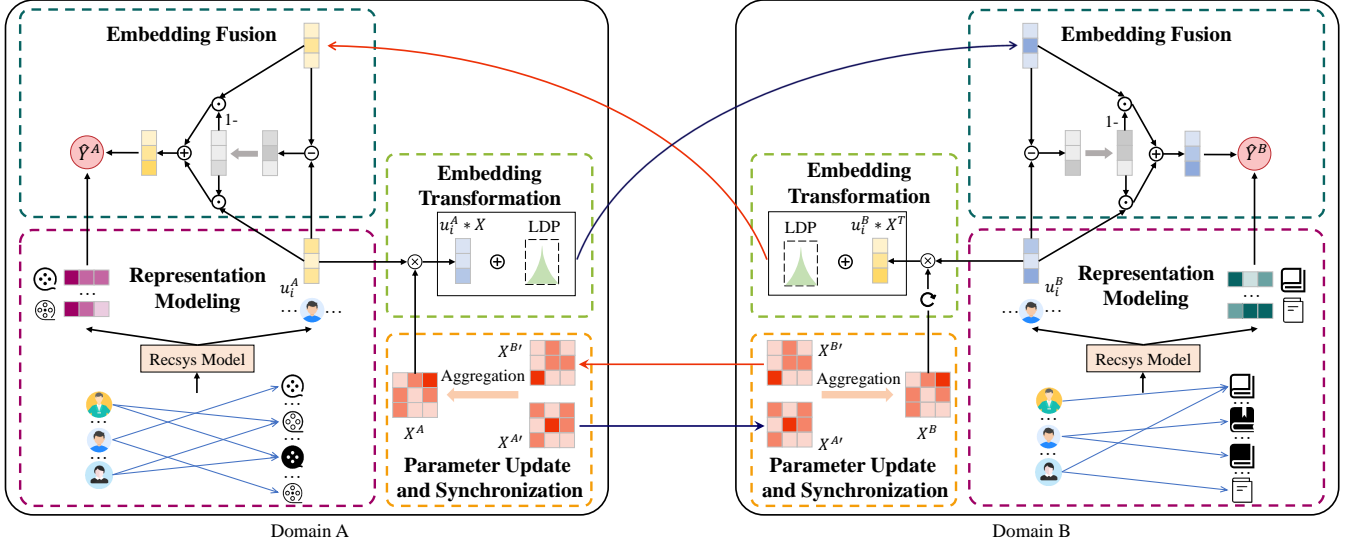 Embedding Fusion
1-
Ŷ^A
Embedding
Transformation
u_i^A * X
LDP
Representation
Modeling
u_i^A
...
...
...
Recsys Model
...
...
...
...
...
X^{B′}
Aggregation
X^A
X^{A′}
Parameter Update
and Synchronization
Domain A
Embedding Fusion
1-
Ŷ^B
Embedding
Transformation
LDP
u_i^B * X^T
Representation
Modeling
u_i^B
...
...
...
Recsys Model
...
...
...
...
...
X^{B′}
Aggregation
X^{A′}
X^B
Parameter Update
and Synchronization
Domain B